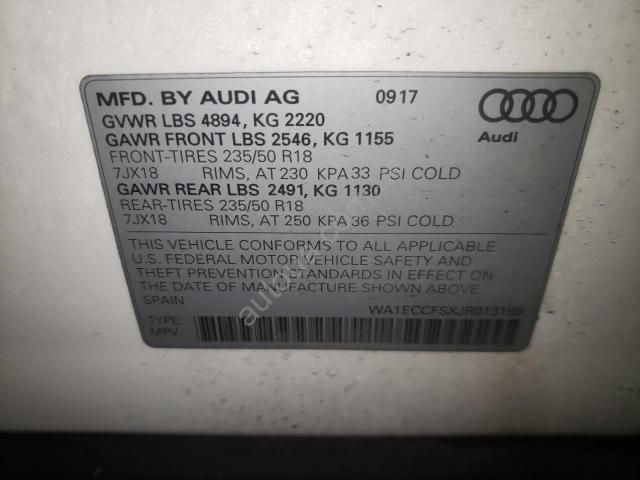 MFD. BY AUDI AG 0917
GVWR LBS 4894, KG 2220
GAWR FRONT LBS 2546, KG 1155
FRONT-TIRES 235/50 R18
7JX18 RIMS, AT 230 KPA 33 PSI COLD
GAWR REAR LBS 2491, KG 1130
REAR-TIRES 235/50 R18
7JX18 RIMS, AT 250 KPA 36 PSI COLD
Audi
THIS VEHICLE CONFORMS TO ALL APPLICABLE
U.S. FEDERAL MOTOR VEHICLE SAFETY AND
THEFT PREVENTION STANDARDS IN EFFECT ON
THE DATE OF MANUFACTURE SHOWN ABOVE.
SPAIN WA1ECCFSXJR013188
TYPE:
MPV